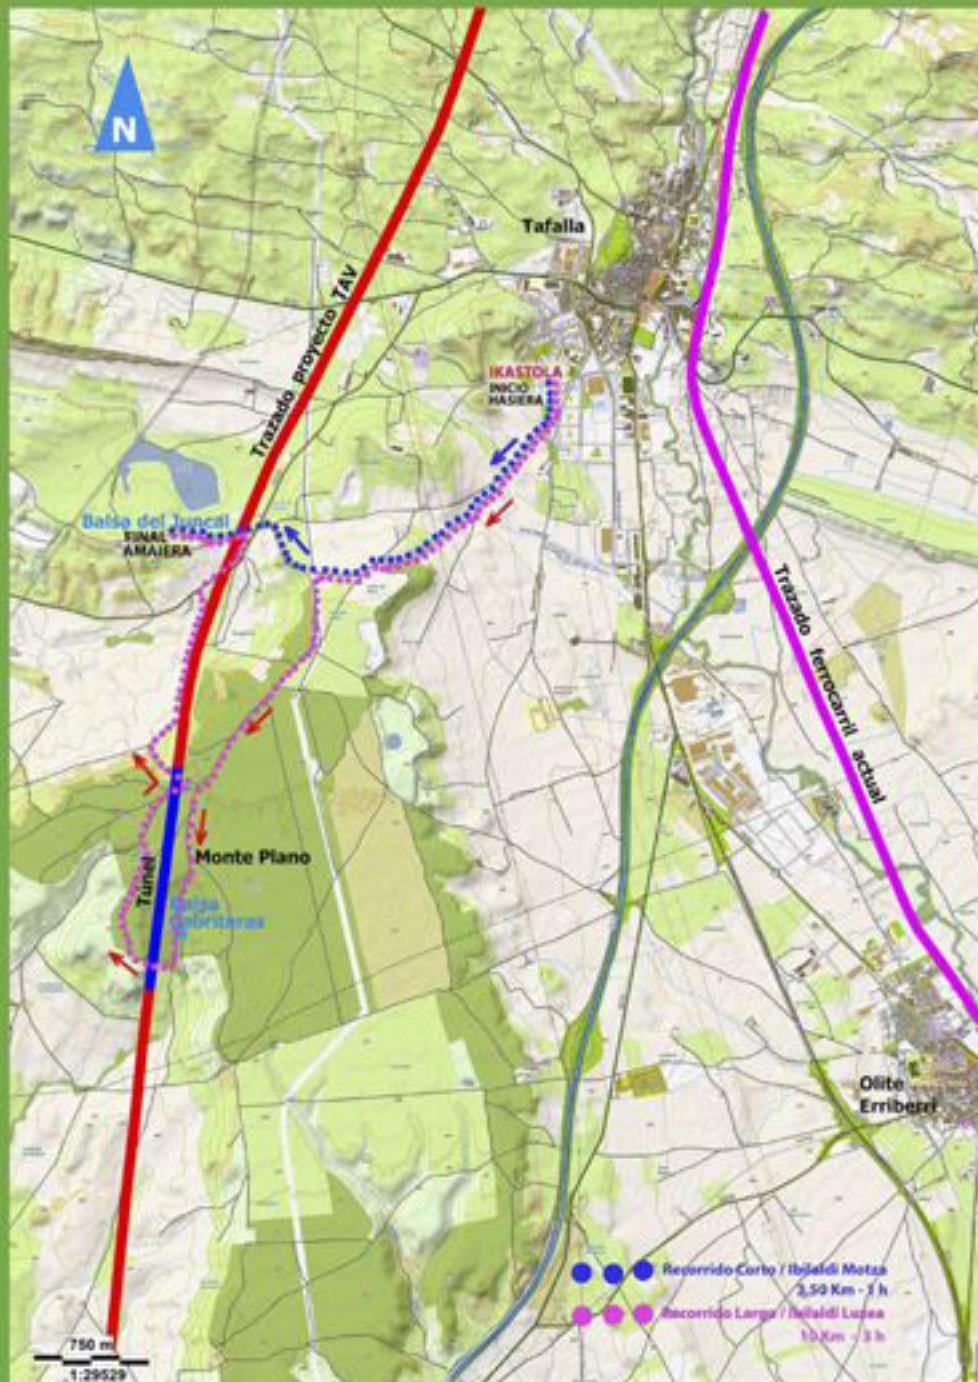 N
Tafalla
Trazado proyecto TAV
IKASTOLA
INICIO
HASIERA
Balsa del Juncal
FINAL
AMAIERA
Trazado ferrocarril actual
Monte Plano
Túnel
Balsa
Cabriteras
Olite
Erriberri
Recorrido Corto / Ibilaldi Motza
3,50 Km - 1 h
Recorrido Largo / Ibilaldi Luzea
10 Km - 3 h
750 m
1:29529